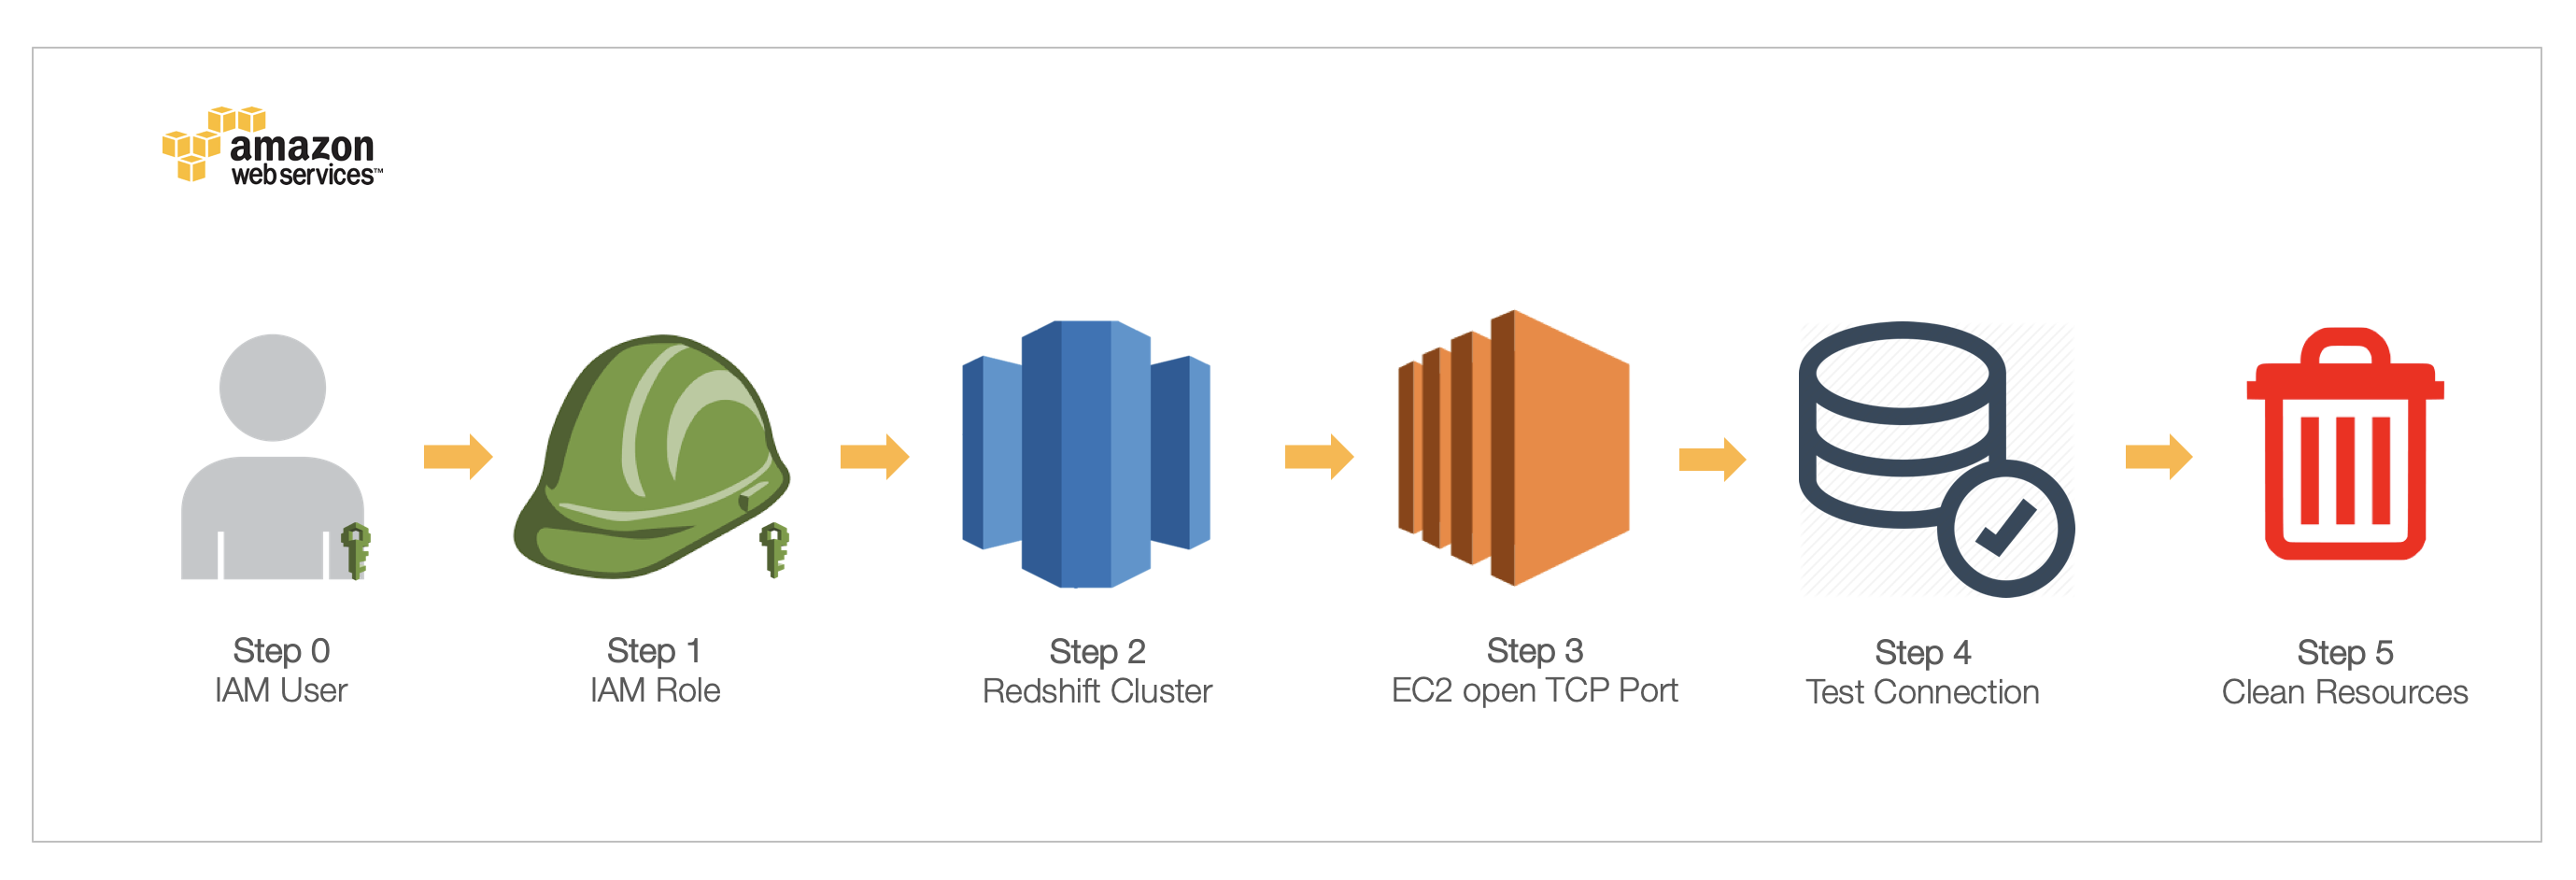 amazon
web services™
Step 0
IAM User
Step 1
IAM Role
Step 2
Redshift Cluster
Step 3
EC2 open TCP Port
Step 4
Test Connection
Step 5
Clean Resources